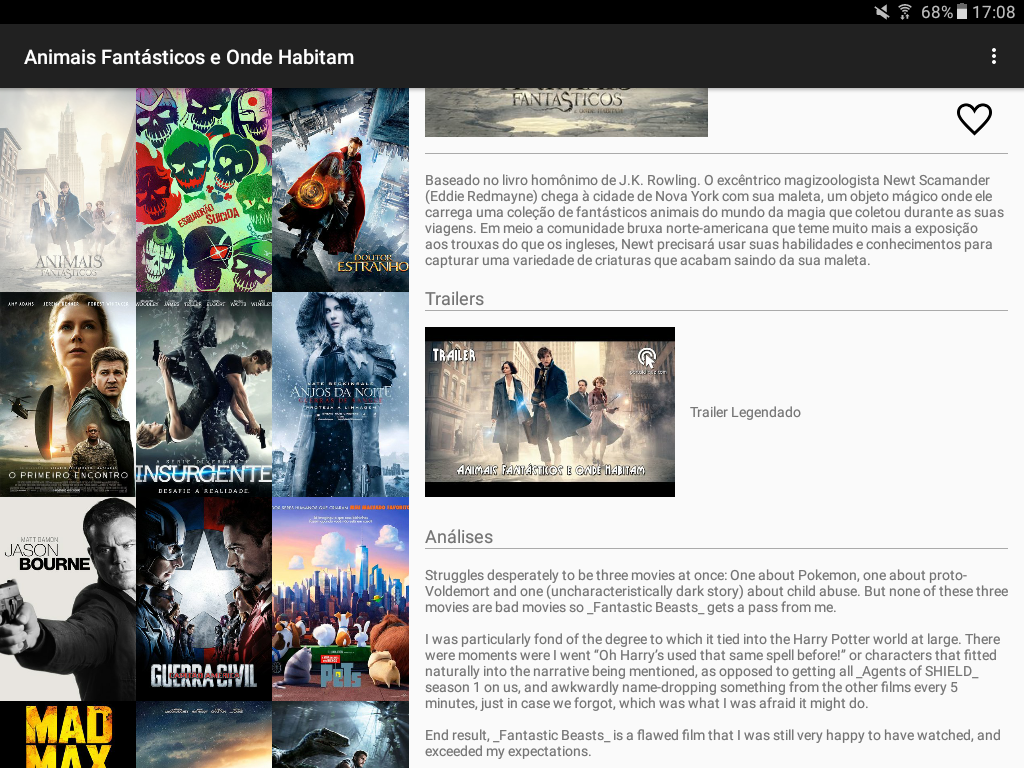 68% 17:08
Animais Fantásticos e Onde Habitam
ANIMAIS
FANTÁSTICOS
E ONDE HABITAM
Baseado no livro homônimo de J.K. Rowling. O excêntrico magizoologista Newt Scamander
(Eddie Redmayne) chega à cidade de Nova York com sua maleta, um objeto mágico onde ele
carrega uma coleção de fantásticos animais do mundo da magia que coletou durante as suas
viagens. Em meio a comunidade bruxa norte-americana que teme muito mais a exposição
aos trouxas do que os ingleses, Newt precisará usar suas habilidades e conhecimentos para
capturar uma variedade de criaturas que acabam saindo da sua maleta.
Trailers
TRAILER
ANIMAIS FANTÁSTICOS E ONDE HABITAM
Trailer Legendado
Análises
Struggles desperately to be three movies at once: One about Pokemon, one about proto-
Voldemort and one (uncharacteristically dark story) about child abuse. But none of these three
movies are bad movies so _Fantastic Beasts_ gets a pass from me.
I was particularly fond of the degree to which it tied into the Harry Potter world at large. There
were moments were I went “Oh Harry's used that same spell before!” or characters that fitted
naturally into the narrative being mentioned, as opposed to getting all _Agents of SHIELD_
season 1 on us, and awkwardly name-dropping something from the other films every 5
minutes, just in case we forgot, which was what I was afraid it might do.
End result, _Fantastic Beasts_ is a flawed film that I was still very happy to have watched, and
exceeded my expectations.
ANIMAIS
FANTÁSTICOS
ESQUADRÃO
SUICIDA
DOUTOR
ESTRANHO
AMY ADAMS JEREMY RENNER FOREST WHITAKER
O PRIMEIRO ENCONTRO
WOODLEY JAMES TELLER ELGORT WATTS WINSLET
A SÉRIE DIVERGENTE
INSURGENTE
DESAFIE A REALIDADE.
KATE BECKINSALE
ANJOS DA NOITE
PROTEJA A LINHAGEM
MATT DAMON
JASON
BOURNE
GUERRA CIVIL
PETS
MAD
MAX